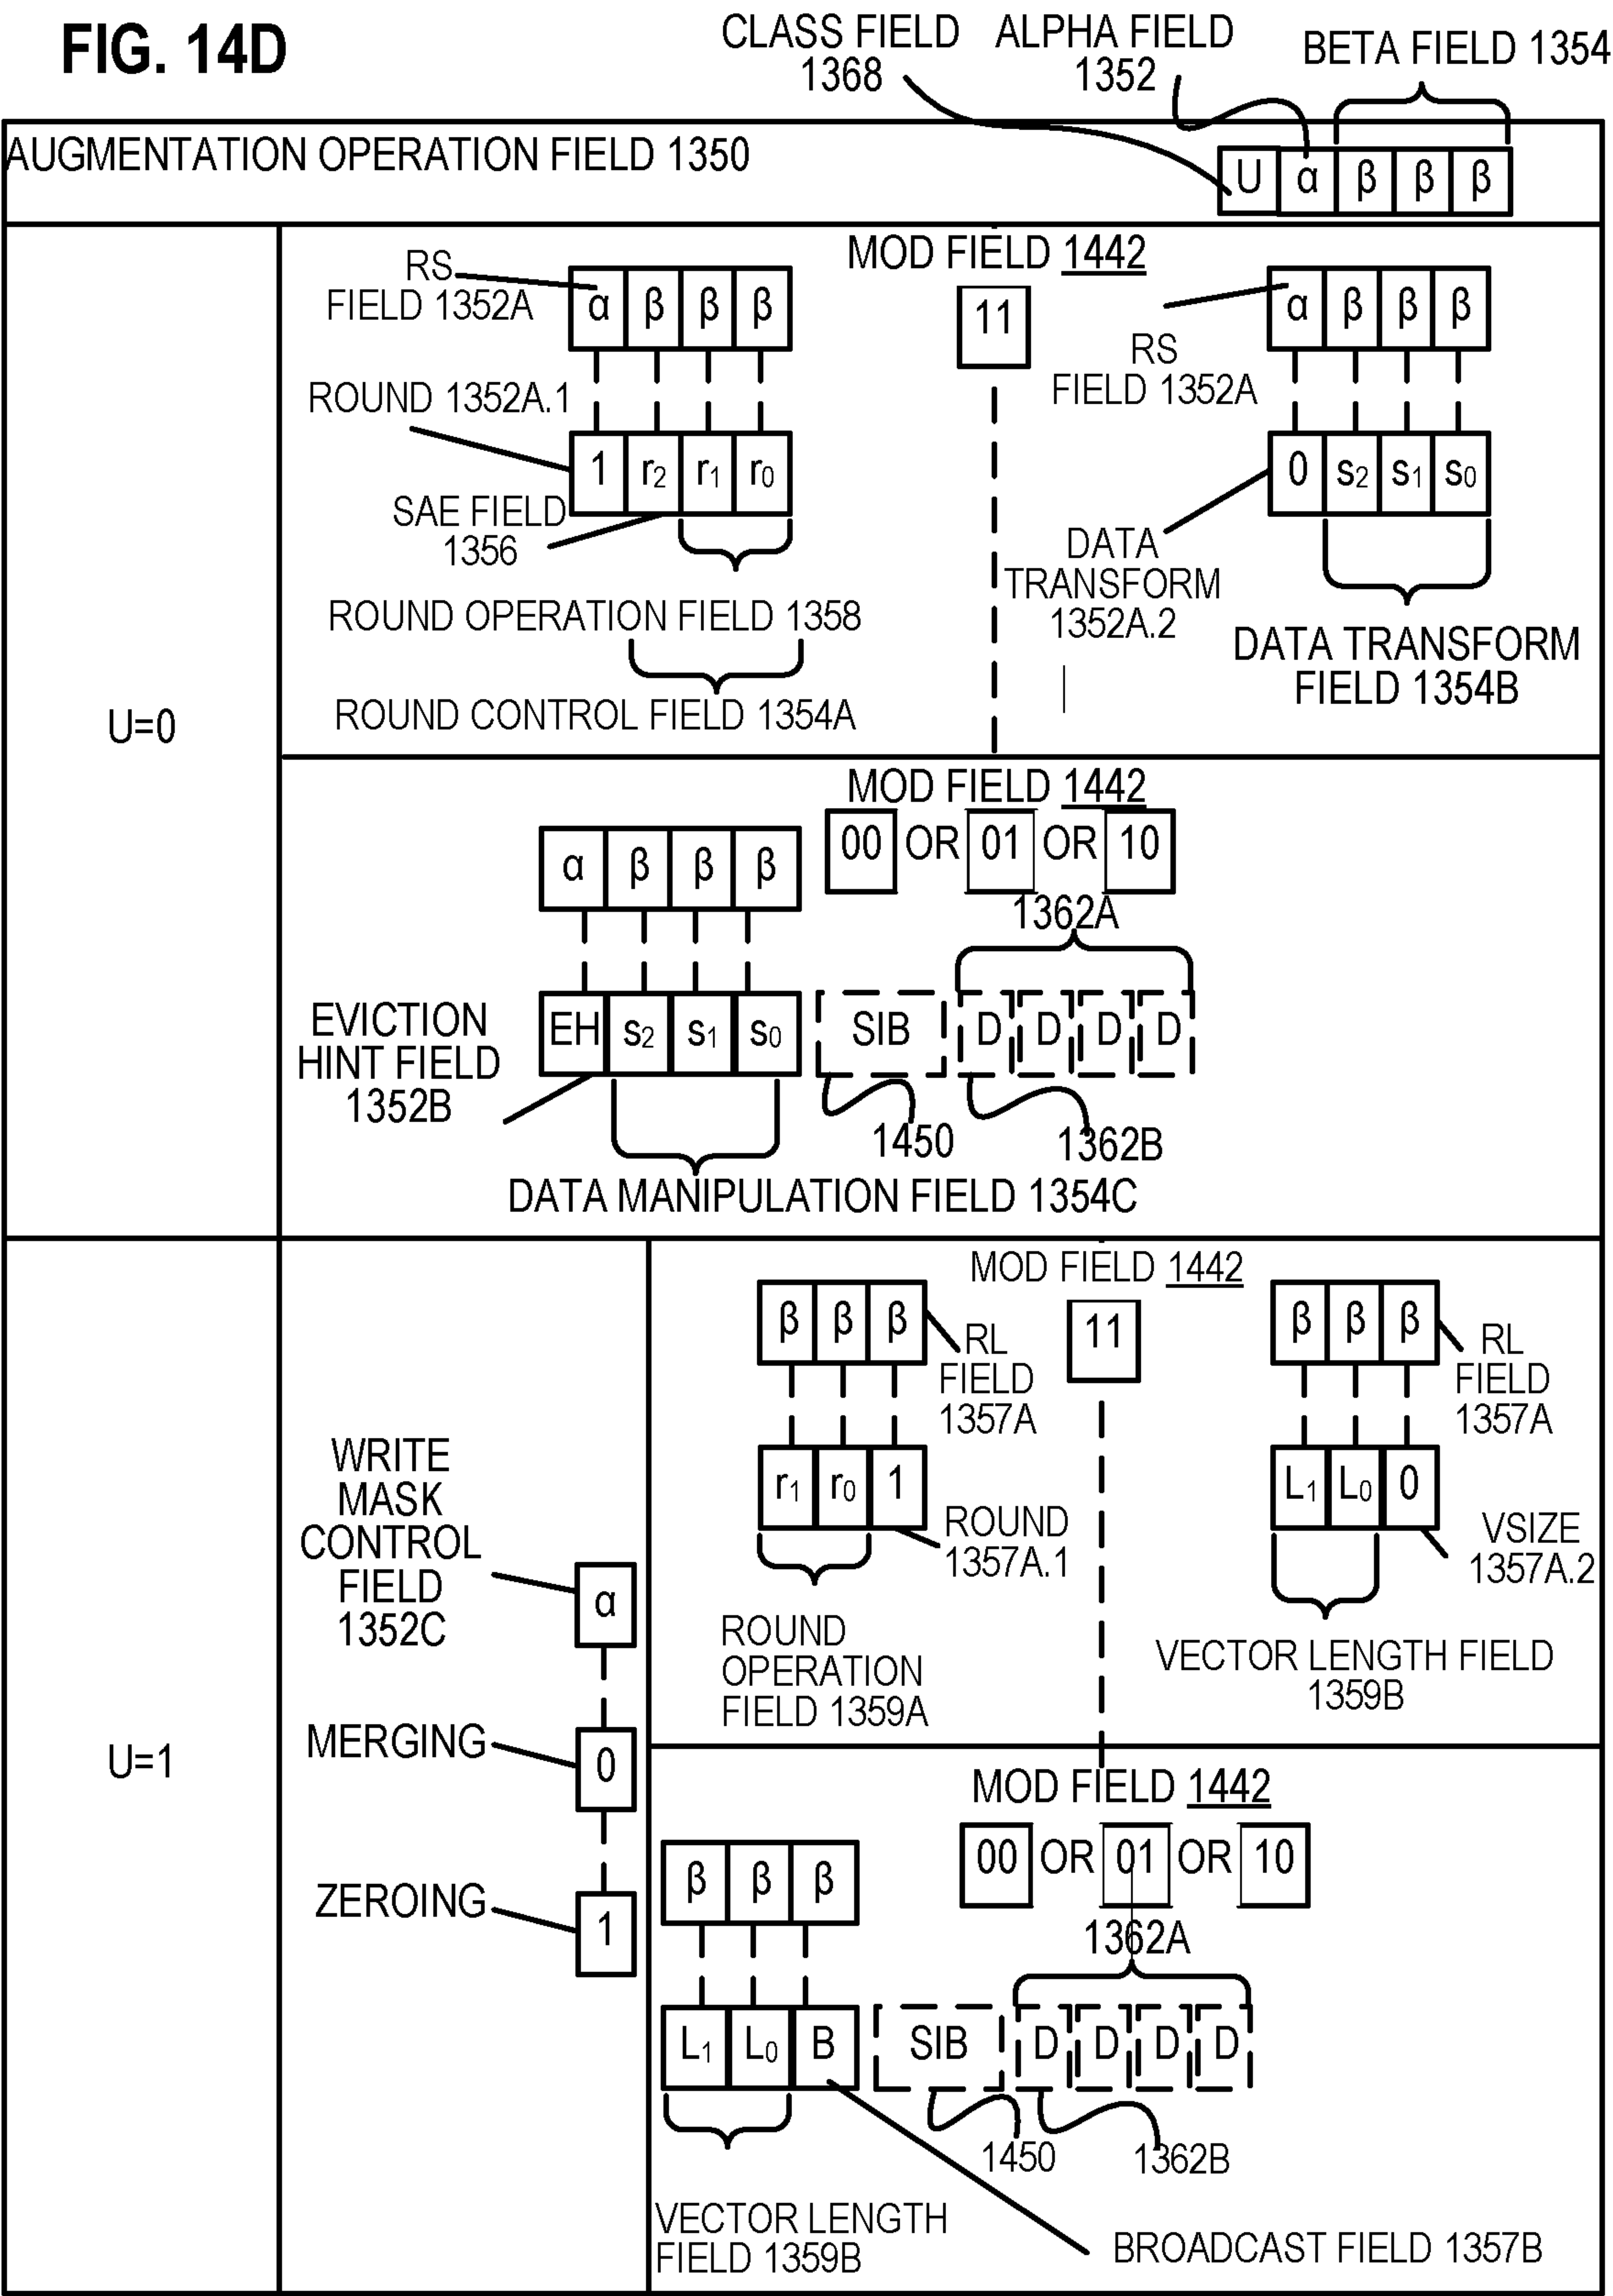 FIG. 14D
CLASS FIELD
1368
ALPHA FIELD
1352
BETA FIELD 1354
AUGMENTATION OPERATION FIELD 1350
U α β β β
U=0
MOD FIELD 1442
11
RS
FIELD 1352A
α β β β
ROUND 1352A.1
1 r2 r1 r0
SAE FIELD
1356
ROUND OPERATION FIELD 1358
ROUND CONTROL FIELD 1354A
α β β β
RS
FIELD 1352A
0 s2 s1 s0
DATA
TRANSFORM
1352A.2
DATA TRANSFORM
FIELD 1354B
MOD FIELD 1442
00 OR 01 OR 10
α β β β
1362A
EVICTION
HINT FIELD
1352B
EH s2 s1 s0
SIB D D D D
1450
1362B
DATA MANIPULATION FIELD 1354C
U=1
WRITE
MASK
CONTROL
FIELD
1352C
α
MERGING
0
ZEROING
1
MOD FIELD 1442
11
β β β
RL
FIELD
1357A
r1 r0 1
ROUND
1357A.1
ROUND
OPERATION
FIELD 1359A
β β β
RL
FIELD
1357A
L1 L0 0
VSIZE
1357A.2
VECTOR LENGTH FIELD
1359B
MOD FIELD 1442
00 OR 01 OR 10
β β β
1362A
L1 L0 B
SIB D D D D
1450
1362B
VECTOR LENGTH
FIELD 1359B
BROADCAST FIELD 1357B